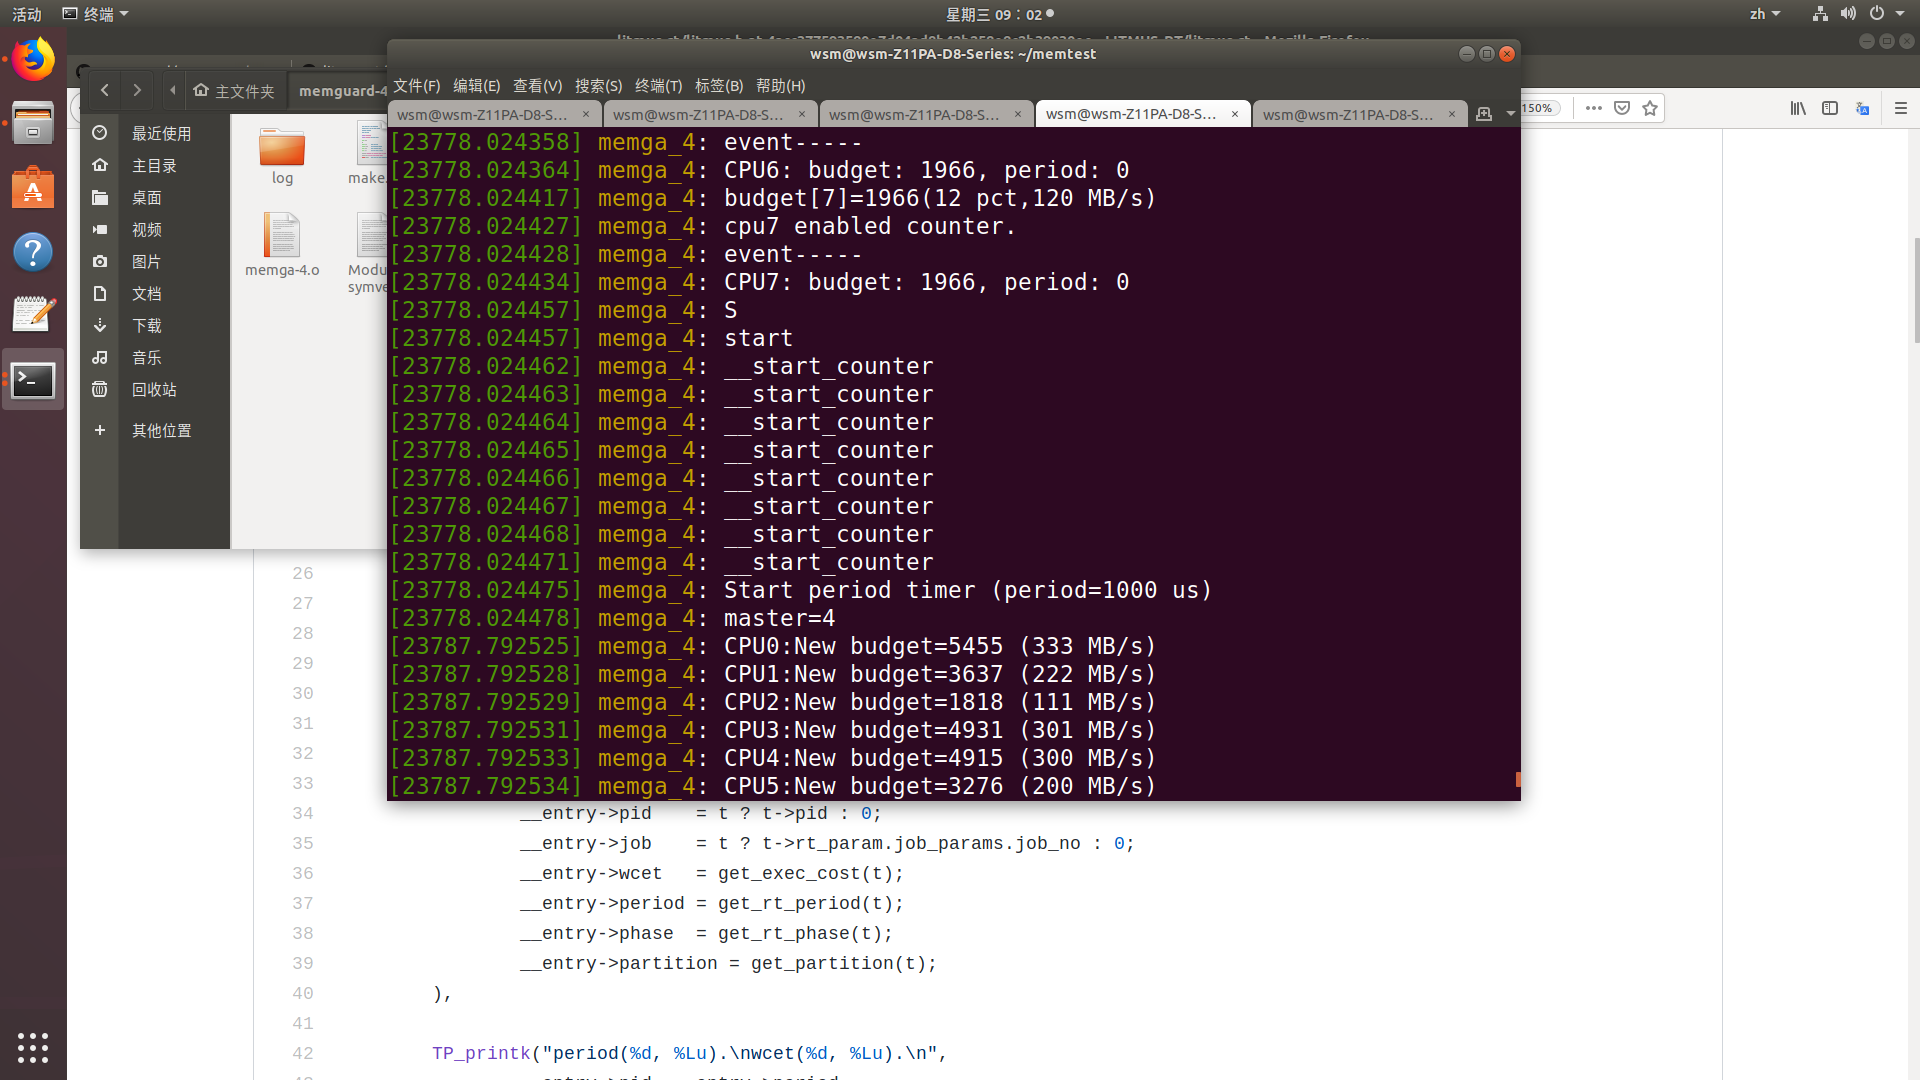 活动 终端 星期三 09：02 zh
wsm@wsm-Z11PA-D8-Series: ~/memtest
文件(F) 编辑(E) 查看(V) 搜索(S) 终端(T) 标签(B) 帮助(H)
wsm@wsm-Z11PA-D8-S... × wsm@wsm-Z11PA-D8-S... × wsm@wsm-Z11PA-D8-S... × wsm@wsm-Z11PA-D8-S... × wsm@wsm-Z11PA-D8-S... ×
150%
主文件夹 memguard-4
最近使用
主目录
桌面
视频
图片
文档
下载
音乐
回收站
+ 其他位置
log make.
memga-4.o Modu
symve
[23778.024358] memga_4: event-----
[23778.024364] memga_4: CPU6: budget: 1966, period: 0
[23778.024417] memga_4: budget[7]=1966(12 pct,120 MB/s)
[23778.024427] memga_4: cpu7 enabled counter.
[23778.024428] memga_4: event-----
[23778.024434] memga_4: CPU7: budget: 1966, period: 0
[23778.024457] memga_4: S
[23778.024457] memga_4: start
[23778.024462] memga_4: __start_counter
[23778.024463] memga_4: __start_counter
[23778.024464] memga_4: __start_counter
[23778.024465] memga_4: __start_counter
[23778.024466] memga_4: __start_counter
[23778.024467] memga_4: __start_counter
[23778.024468] memga_4: __start_counter
[23778.024471] memga_4: __start_counter
[23778.024475] memga_4: Start period timer (period=1000 us)
[23778.024478] memga_4: master=4
[23787.792525] memga_4: CPU0:New budget=5455 (333 MB/s)
[23787.792528] memga_4: CPU1:New budget=3637 (222 MB/s)
[23787.792529] memga_4: CPU2:New budget=1818 (111 MB/s)
[23787.792531] memga_4: CPU3:New budget=4931 (301 MB/s)
[23787.792533] memga_4: CPU4:New budget=4915 (300 MB/s)
[23787.792534] memga_4: CPU5:New budget=3276 (200 MB/s)
26
27
28
29
30
31
32
33
34 __entry->pid = t ? t->pid : 0;
35 __entry->job = t ? t->rt_param.job_params.job_no : 0;
36 __entry->wcet = get_exec_cost(t);
37 __entry->period = get_rt_period(t);
38 __entry->phase = get_rt_phase(t);
39 __entry->partition = get_partition(t);
40 ),
41
42 TP_printk("period(%d, %Lu).\nwcet(%d, %Lu).\n",